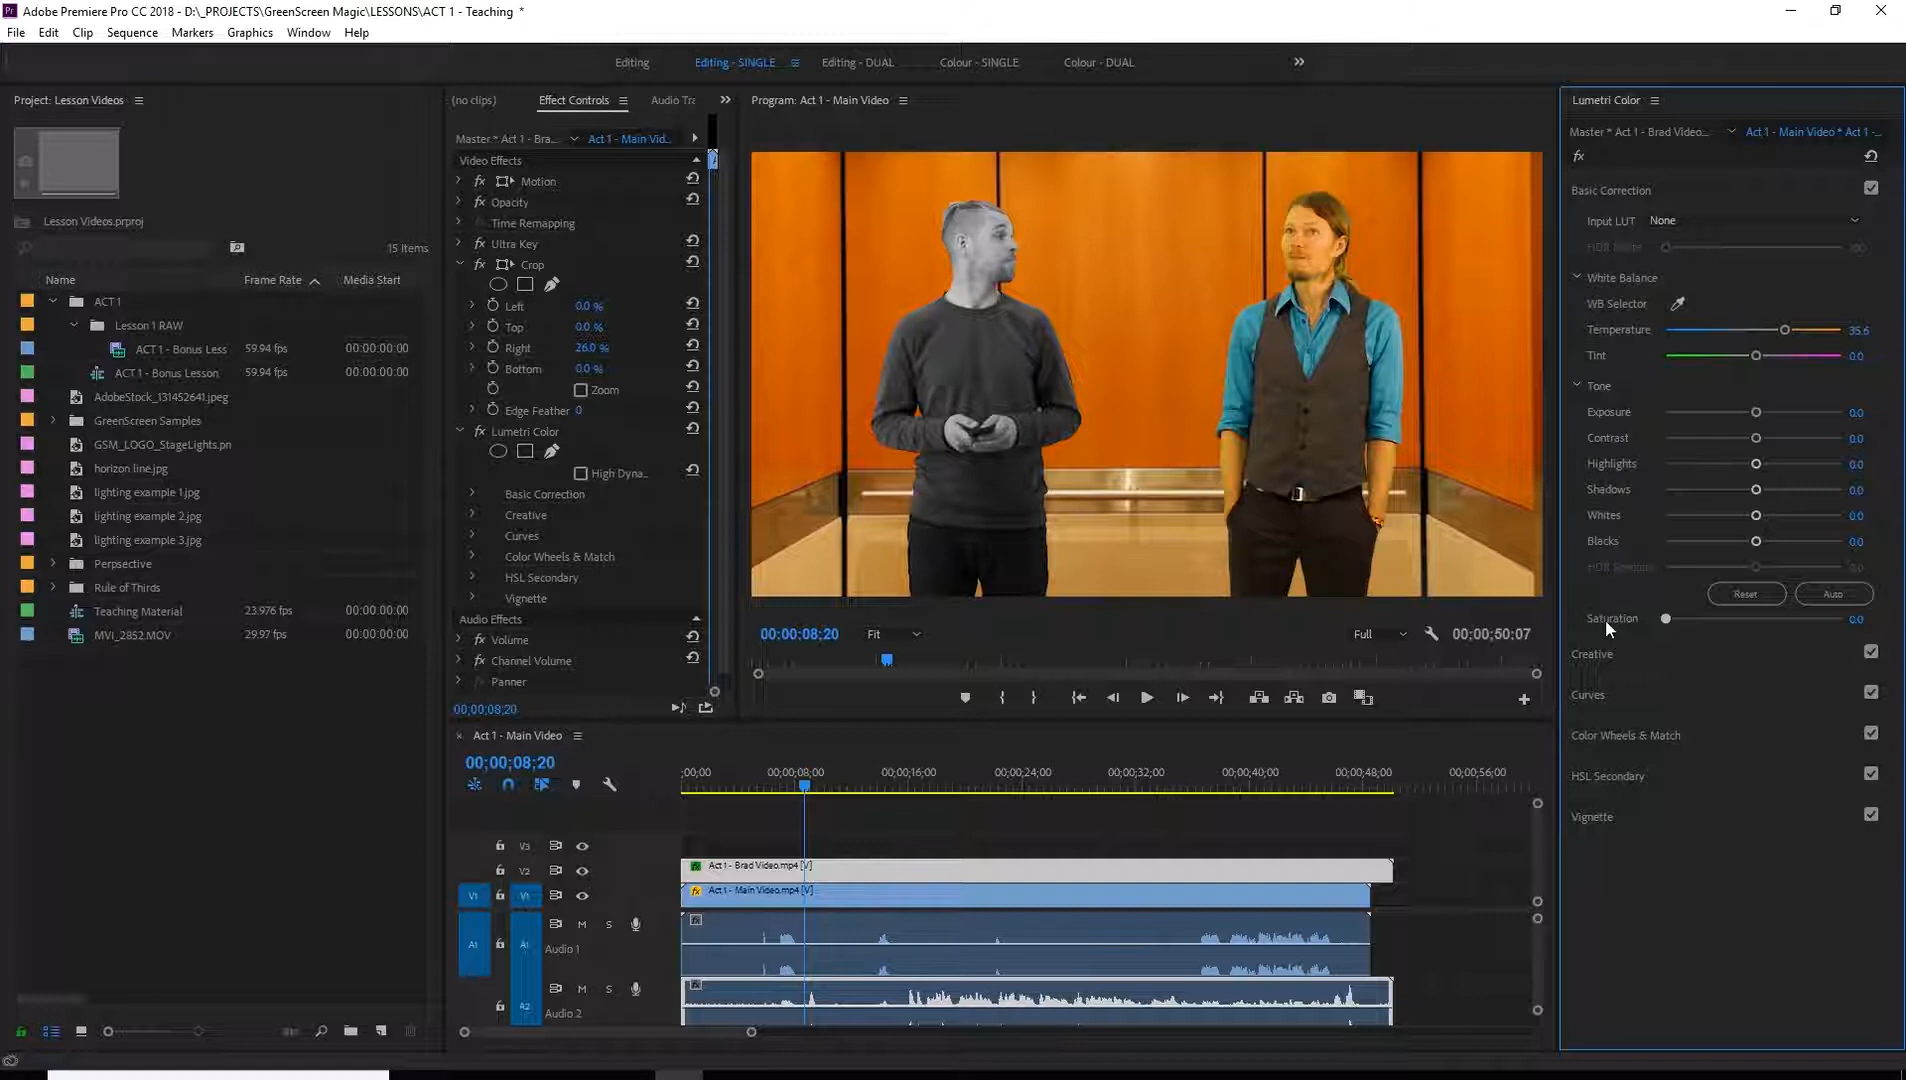 Adobe Premiere Pro CC 2018 - D:\_PROJECTS\GreenScreen Magic\LESSONS\ACT 1 - Teaching *
File Edit Clip Sequence Markers Graphics Window Help
Editing Editing - SINGLE Editing - DUAL Colour - SINGLE Colour - DUAL
Project: Lesson Videos
Lesson Videos.prproj
15 Items
Name Frame Rate Media Start
ACT 1
Lesson 1 RAW
ACT 1 - Bonus Less 59.94 fps 00:00:00:00
ACT 1 - Bonus Lesson 59.94 fps 00:00:00:00
AdobeStock_131452641.jpeg
GreenScreen Samples
GSM_LOGO_StageLights.pn
horizon line.jpg
lighting example 1.jpg
lighting example 2.jpg
lighting example 3.jpg
Perpsective
Rule of Thirds
Teaching Material 23.976 fps 00:00:00:00
MVI_2852.MOV 29.97 fps 00:00:00:00
(no clips) Effect Controls Audio Tra
Master * Act 1 - Bra... Act 1 - Main Vid...
Video Effects
fx Motion
fx Opacity
Time Remapping
fx Ultra Key
fx Crop
Left 0.0 %
Top 0.0 %
Right 26.0 %
Bottom 0.0 %
Zoom
Edge Feather 0
fx Lumetri Color
High Dyna...
Basic Correction
Creative
Curves
Color Wheels & Match
HSL Secondary
Vignette
Audio Effects
fx Volume
fx Channel Volume
Panner
00;00;08;20
Program: Act 1 - Main Video
00:00:08;20 Fit Full 00:00:50:07
Act 1 - Main Video
00;00;08;20
;00;00 00;00;08;00 00;00;16;00 00;00;24;00 00;00;32;00 00;00;40;00 00;00;48;00 00;00;56;00
V3
V2 fx Act 1 - Brad Video.mp4 [V]
V1 V1 fx Act 1 - Main Video.mp4 [V]
M S
A1 A1 Audio 1
M S
A2 Audio 2
Lumetri Color
Master * Act 1 - Brad Video... Act 1 - Main Video * Act 1 -...
fx
Basic Correction
Input LUT None
White Balance
WB Selector
Temperature 35.6
Tint 0.0
Tone
Exposure 0.0
Contrast 0.0
Highlights 0.0
Shadows 0.0
Whites 0.0
Blacks 0.0
Reset Auto
Saturation 0.0
Creative
Curves
Color Wheels & Match
HSL Secondary
Vignette